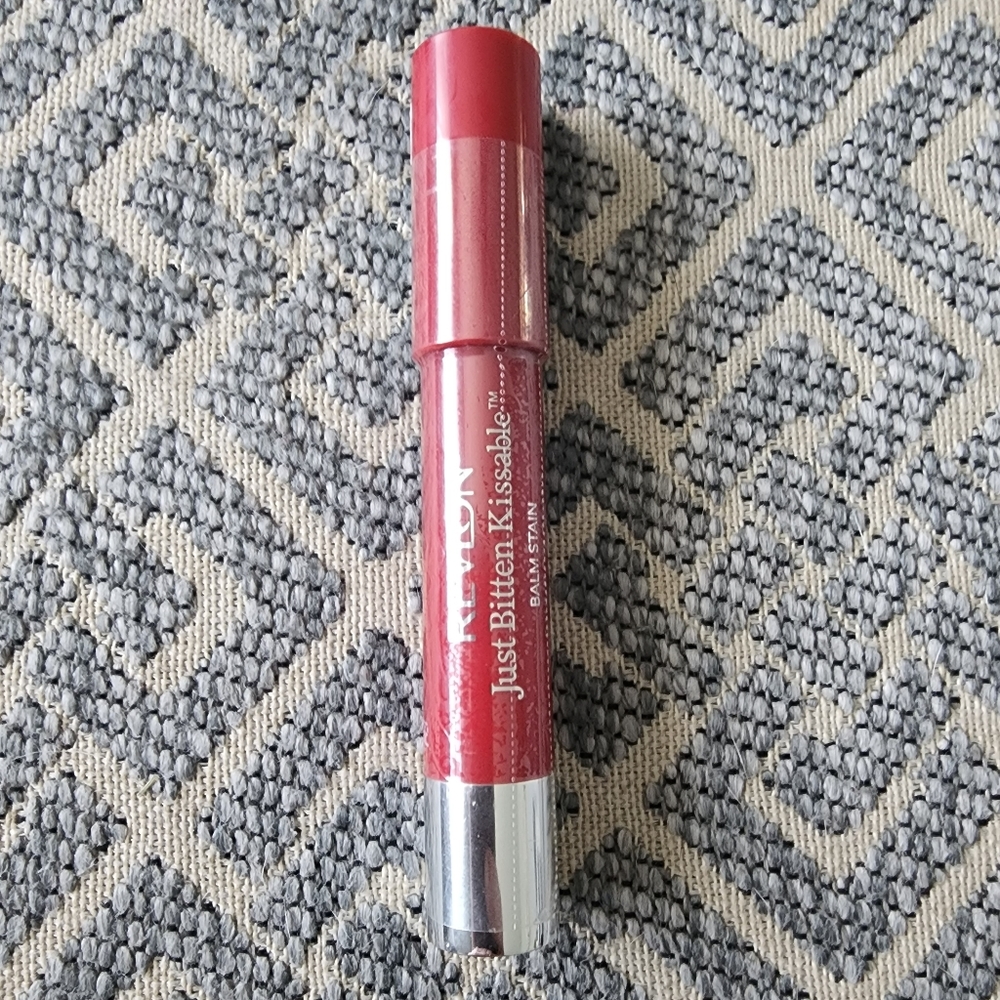 REVLON
Just Bitten Kissable™
BALM STAIN